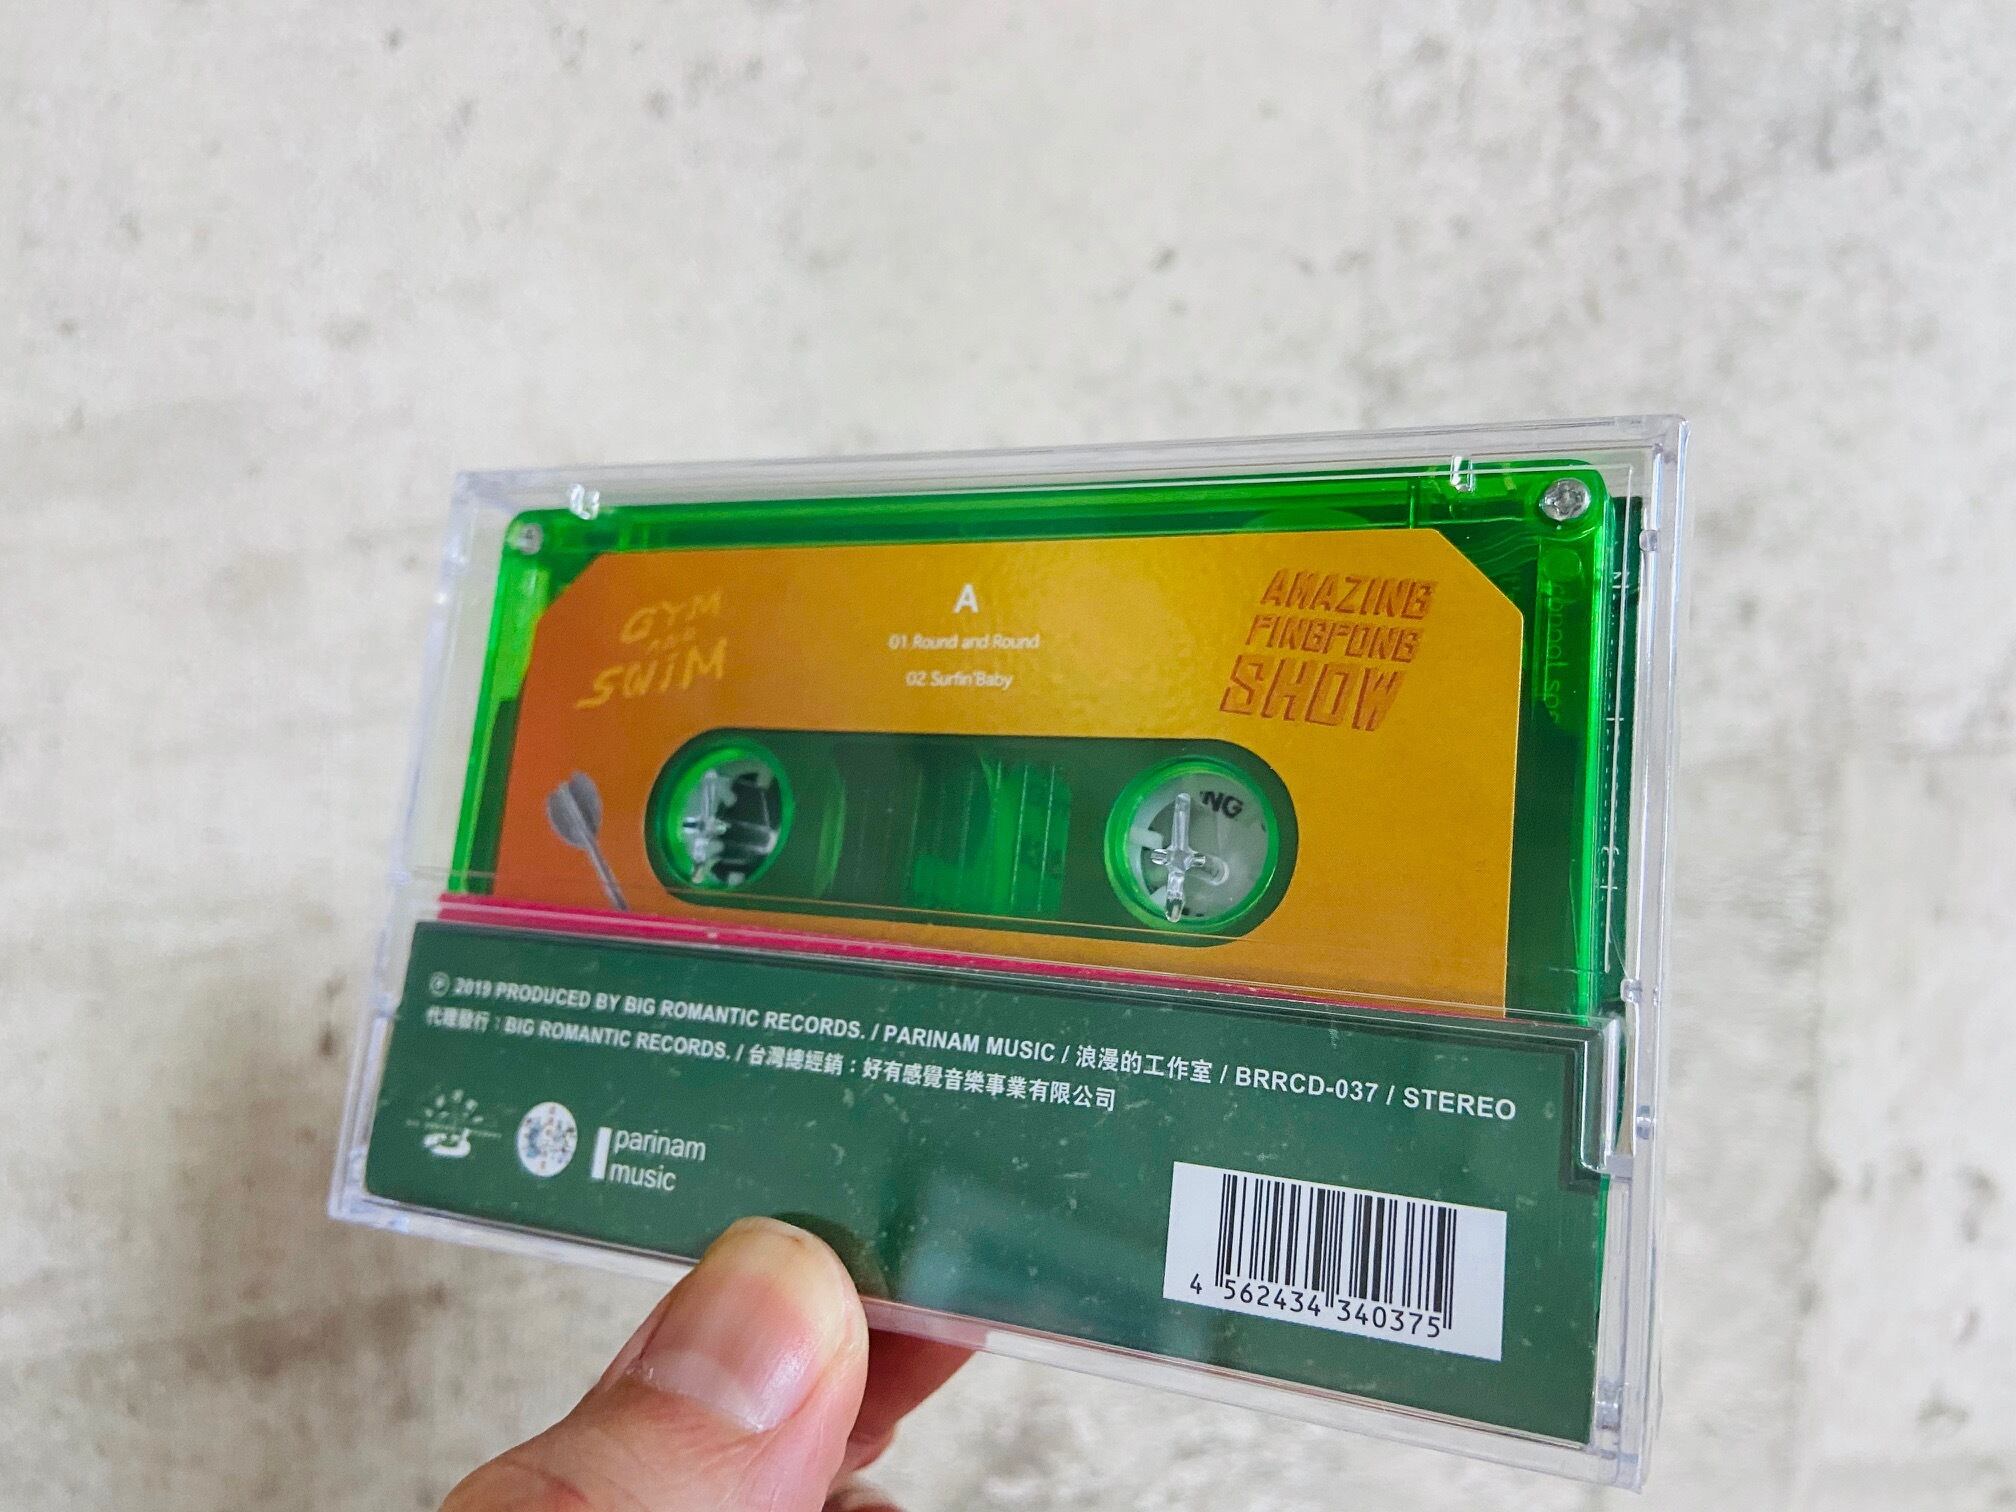 GYM
AND
SWIM
A
01 Round and Round
02 Surfin'Baby
AMAZING
PINGPONG
SHOW
NG
Ⓟ 2019 PRODUCED BY BIG ROMANTIC RECORDS. / PARINAM MUSIC / 浪漫的工作室 / BRRCD-037 / STEREO
代理發行：BIG ROMANTIC RECORDS. / 台灣總經銷：好有感覺音樂事業有限公司
parinam
music
4 562434 340375